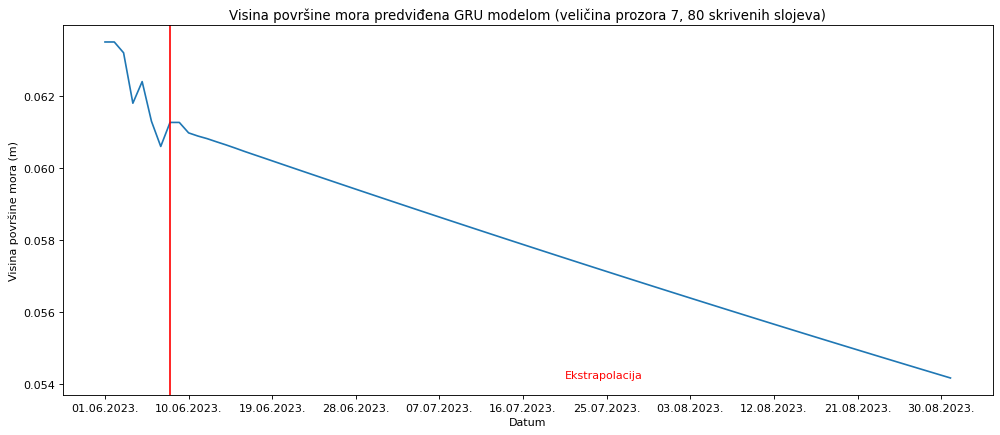 Visina površine mora predviđena GRU modelom (veličina prozora 7, 80 skrivenih slojeva)
Visina površine mora (m)
0.062
0.060
0.058
0.056
0.054
Ekstrapolacija
01.06.2023. 10.06.2023. 19.06.2023. 28.06.2023. 07.07.2023. 16.07.2023. 25.07.2023. 03.08.2023. 12.08.2023. 21.08.2023. 30.08.2023.
Datum